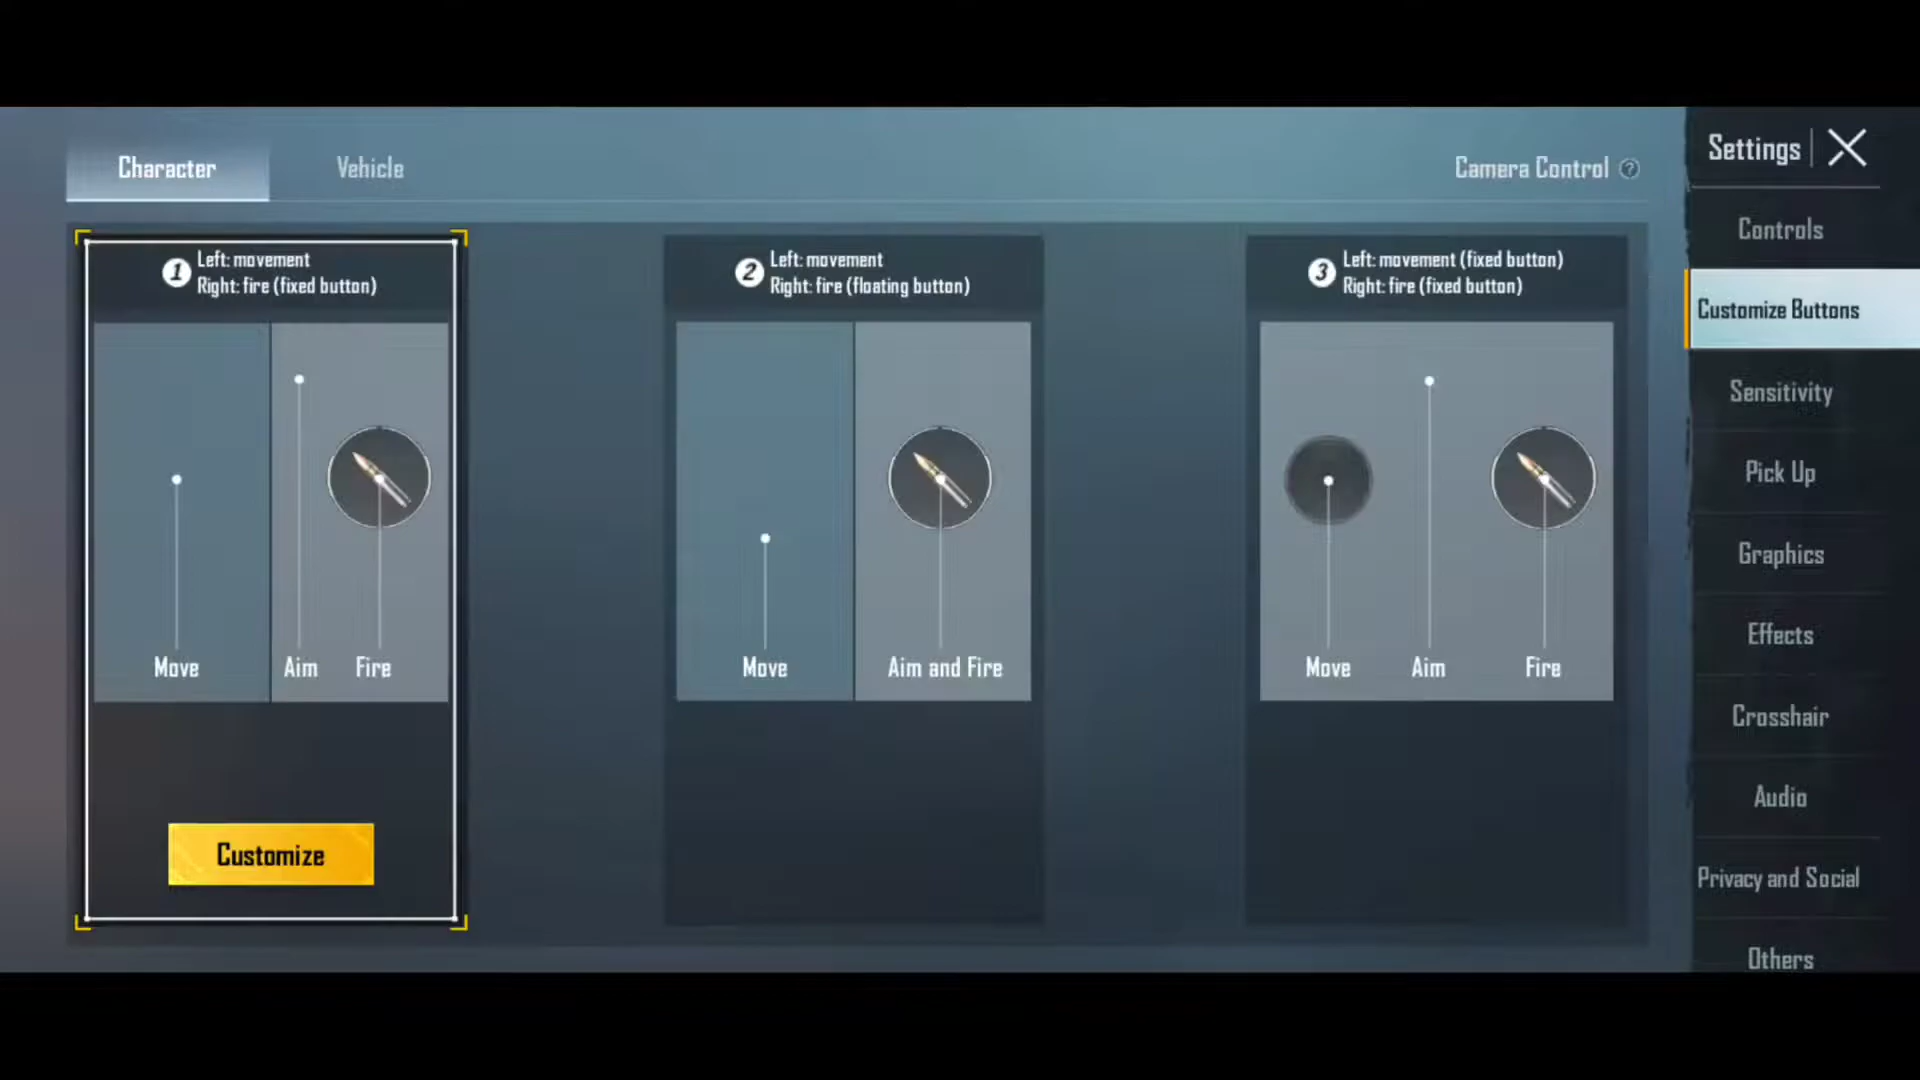 Character
Vehicle
Camera Control ?
Settings
1 Left: movement
Right: fire (fixed button)
Move
Aim
Fire
Customize
2 Left: movement
Right: fire (floating button)
Move
Aim and Fire
3 Left: movement (fixed button)
Right: fire (fixed button)
Move
Aim
Fire
Controls
Customize Buttons
Sensitivity
Pick Up
Graphics
Effects
Crosshair
Audio
Privacy and Social
Others